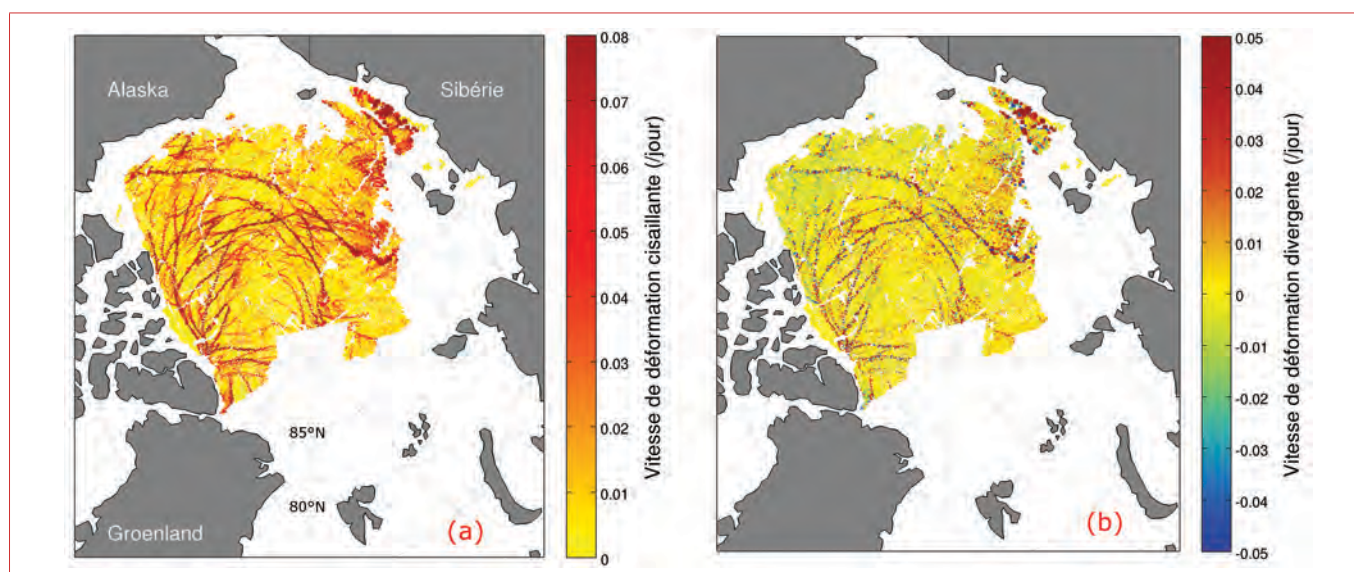 Alaska
Sibérie
Groenland
85°N
80°N
(a)
0.08
0.07
0.06
0.05
0.04
0.03
0.02
0.01
0
Vitesse de déformation cisaillante (/jour)
(b)
0.05
0.04
0.03
0.02
0.01
0
-0.01
-0.02
-0.03
-0.04
-0.05
Vitesse de déformation divergente (/jour)